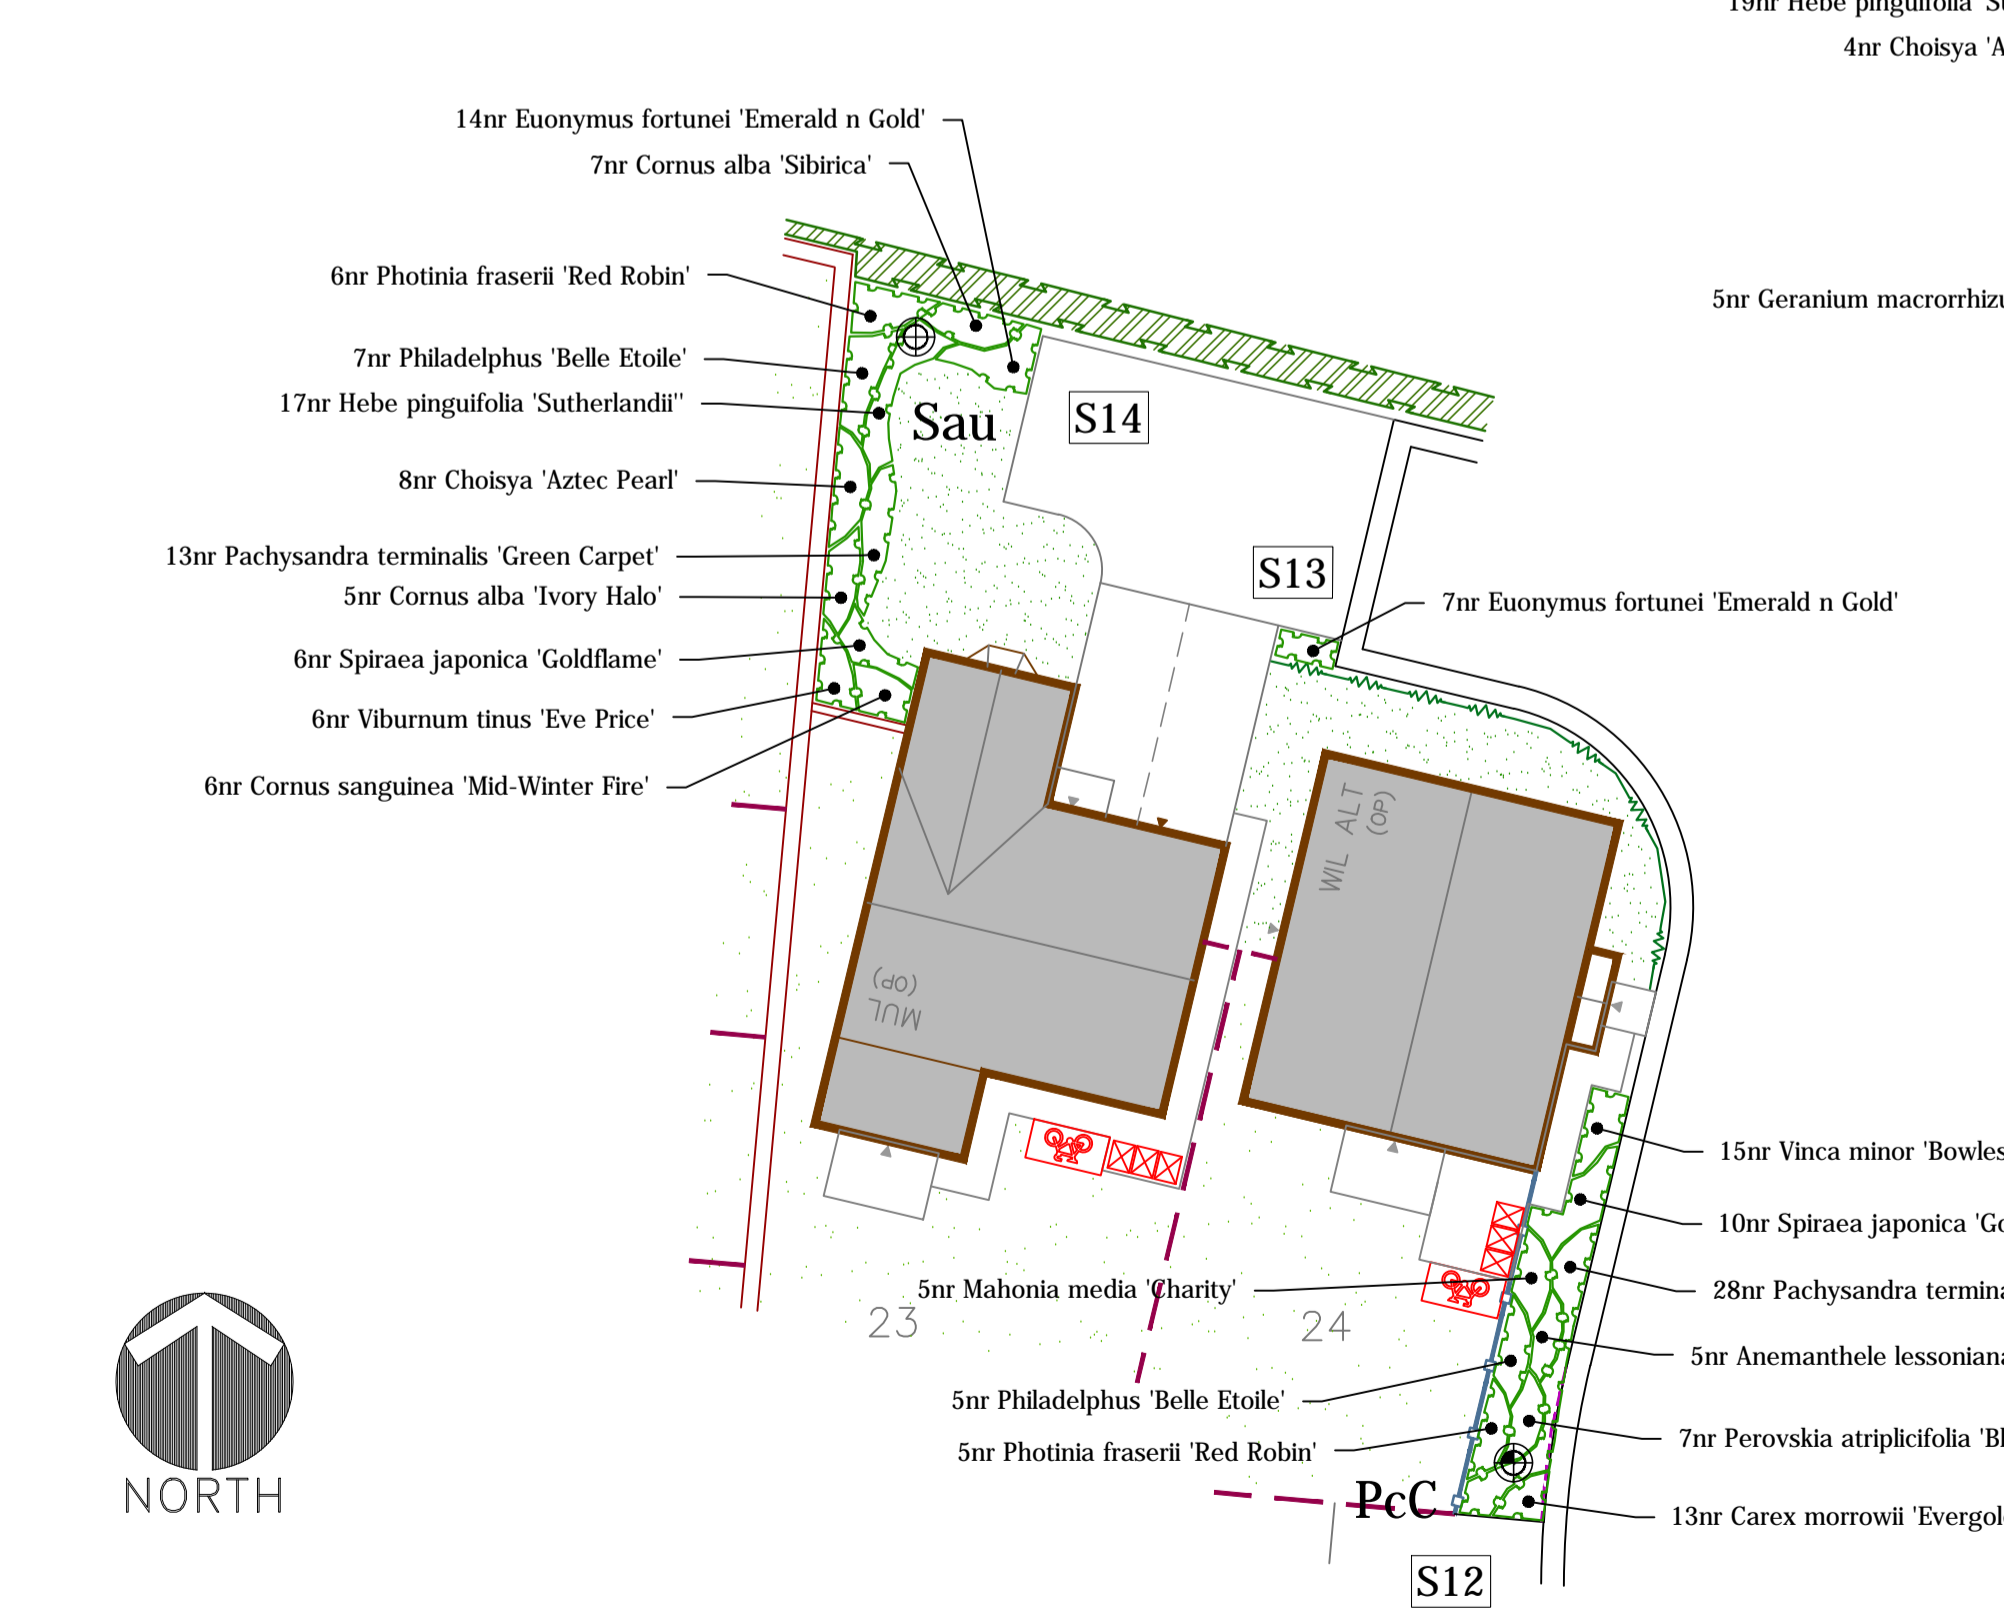 19nr Hebe pinguifolia 'Su
4nr Choisya 'A
14nr Euonymus fortunei 'Emerald n Gold'
7nr Cornus alba 'Sibirica'
6nr Photinia fraserii 'Red Robin'
5nr Geranium macrorrhizu
7nr Philadelphus 'Belle Etoile'
17nr Hebe pinguifolia 'Sutherlandii''
Sau
S14
8nr Choisya 'Aztec Pearl'
13nr Pachysandra terminalis 'Green Carpet'
S13
5nr Cornus alba 'Ivory Halo'
7nr Euonymus fortunei 'Emerald n Gold'
6nr Spiraea japonica 'Goldflame'
6nr Viburnum tinus 'Eve Price'
6nr Cornus sanguinea 'Mid-Winter Fire'
WIL ALT
(OP)
MUL
(OP)
15nr Vinca minor 'Bowles
10nr Spiraea japonica 'Go
5nr Mahonia media 'Charity'
28nr Pachysandra termina
23
24
5nr Anemanthele lessoniana
5nr Philadelphus 'Belle Etoile'
7nr Perovskia atriplicifolia 'Bl
5nr Photinia fraserii 'Red Robin'
NORTH
PcC
13nr Carex morrowii 'Evergol
S12